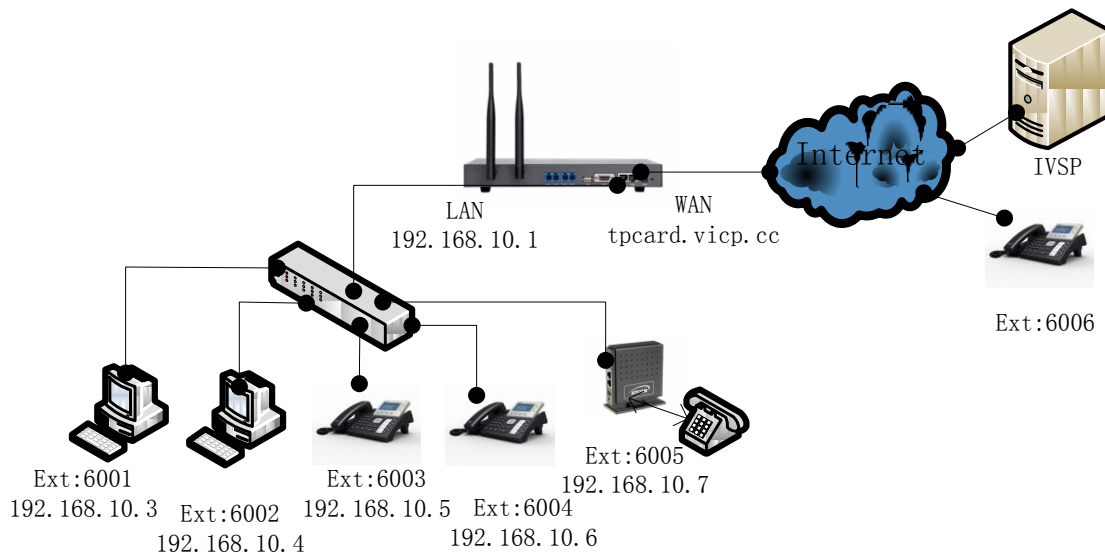 Internet
IVSP
LAN
192.168.10.1
WAN
tpcard.vicp.cc
Ext:6006
Ext:6001
192.168.10.3
Ext:6002
192.168.10.4
Ext:6003
192.168.10.5
Ext:6004
192.168.10.6
Ext:6005
192.168.10.7